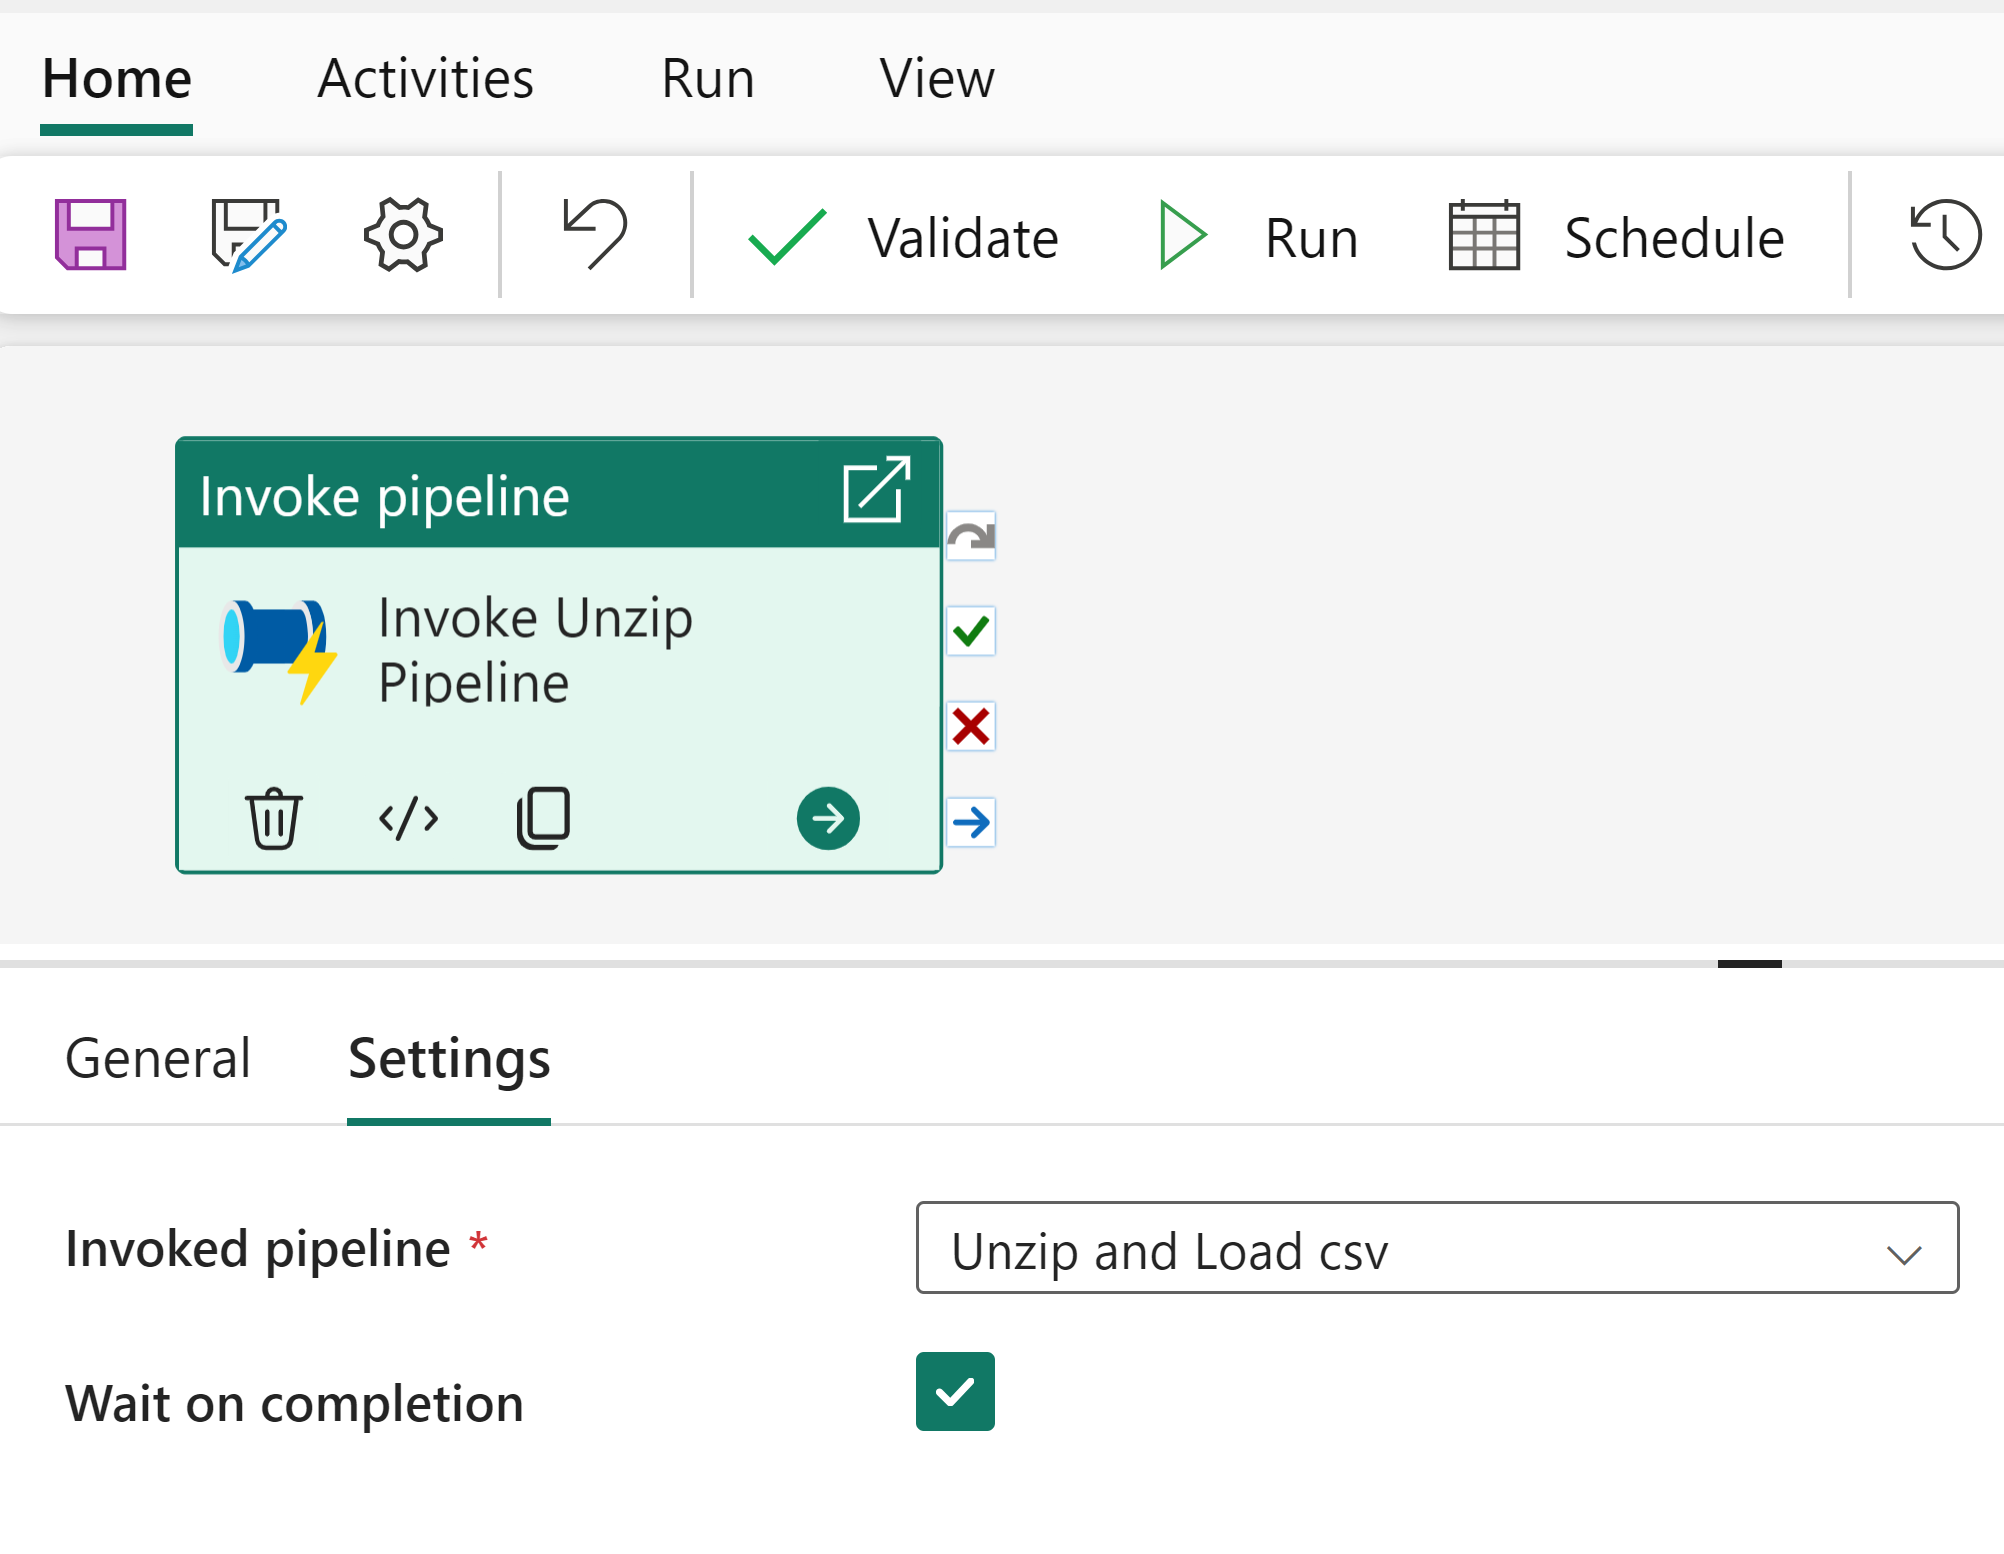 Home Activities Run View
Validate Run Schedule
Invoke pipeline
Invoke Unzip
Pipeline
General Settings
Invoked pipeline * Unzip and Load csv
Wait on completion